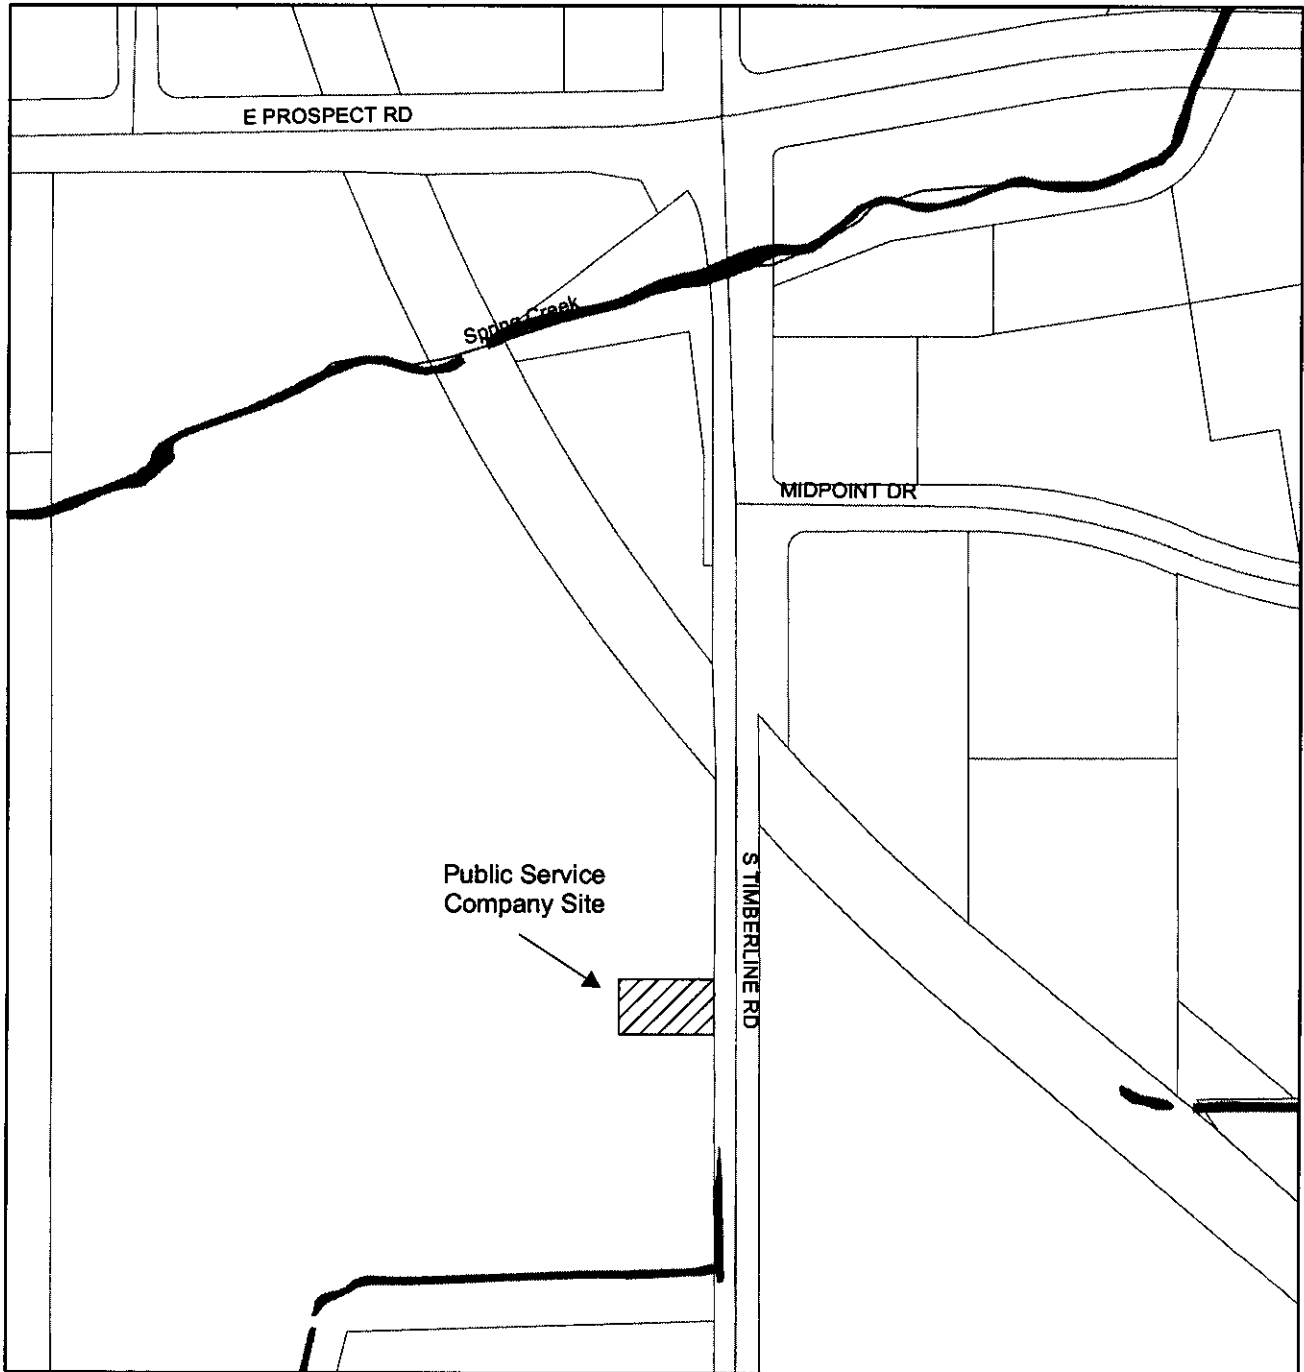 E PROSPECT RD
Spring Creek
MIDPOINT DR
Public Service
Company Site
S TIMBERLINE RD